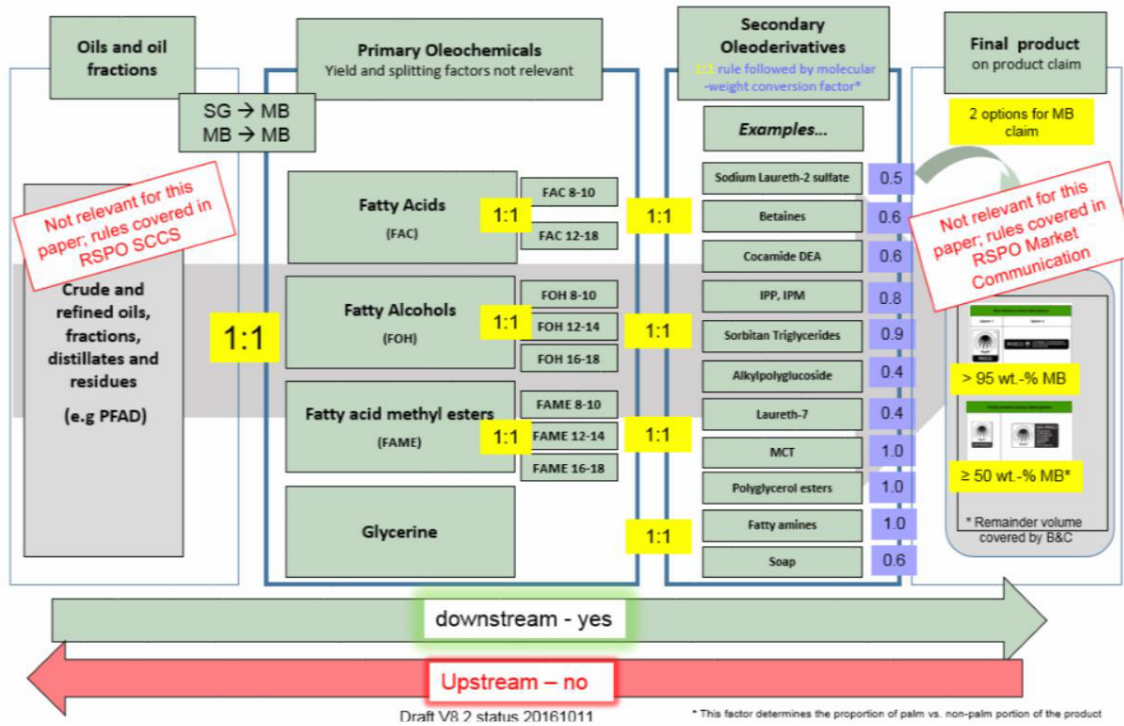 Oils and oil
fractions
Primary Oleochemicals
Yield and splitting factors not relevant
Secondary
Oleoderivatives
1:1 rule followed by molecular
-weight conversion factor*
Final product
on product claim
SG → MB
MB → MB
Examples...
2 options for MB
claim
Not relevant for this
paper; rules covered in
RSPO SCCS
Crude and
refined oils,
fractions,
distillates and
residues
(e.g PFAD)
1:1
Fatty Acids
(FAC)
1:1
FAC 8-10
FAC 12-18
1:1
Fatty Alcohols
(FOH)
1:1
FOH 8-10
FOH 12-14
FOH 16-18
1:1
Fatty acid methyl esters
(FAME)
1:1
FAME 8-10
FAME 12-14
FAME 16-18
1:1
Glycerine
1:1
Sodium Laureth-2 sulfate
0.5
Betaines
0.6
Cocamide DEA
0.6
IPP, IPM
0.8
Sorbitan Triglycerides
0.9
Alkylpolyglucoside
0.4
Laureth-7
0.4
MCT
1.0
Polyglycerol esters
1.0
Fatty amines
1.0
Soap
0.6
Not relevant for this
paper; rules covered in
RSPO Market
Communication
> 95 wt.-% MB
≥ 50 wt.-% MB*
* Remainder volume
covered by B&C
downstream - yes
Upstream – no
Draft V8.2 status 20161011
* This factor determines the proportion of palm vs. non-palm portion of the product